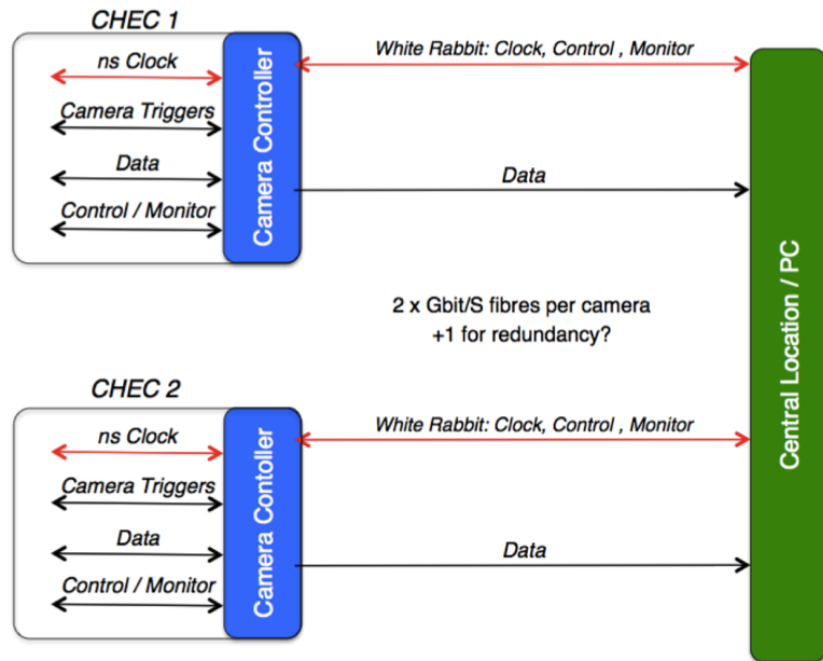 CHEC 1
ns Clock
Camera Triggers
Data
Control / Monitor
Camera Controller
White Rabbit: Clock, Control , Monitor
Data
2 x Gbit/S fibres per camera
+1 for redundancy?
CHEC 2
ns Clock
Camera Triggers
Data
Control / Monitor
Camera Contoller
White Rabbit: Clock, Control , Monitor
Data
Central Location / PC